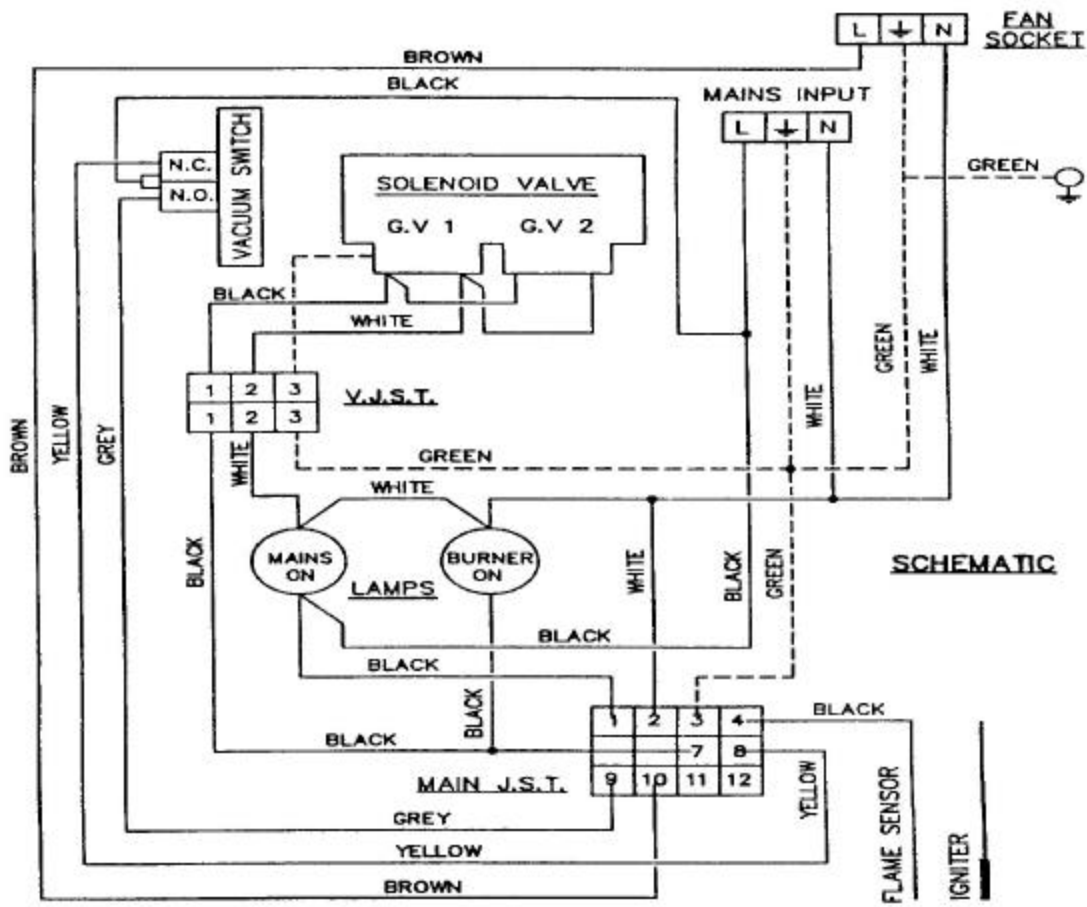 L ⏚ N
FAN
SOCKET
BROWN
BLACK
MAINS INPUT
L ⏚ N
N.C.
N.O.
VACUUM SWITCH
SOLENOID VALVE
G.V 1 G.V 2
GREEN
BLACK
WHITE
GREEN
WHITE
1 2 3
1 2 3
V.J.S.T.
WHITE
BROWN
YELLOW
GREY
WHITE
GREEN
WHITE
MAINS
ON
BURNER
ON
LAMPS
BLACK
WHITE
BLACK
GREEN
SCHEMATIC
BLACK
BLACK
BLACK
BLACK
1 2 3 4
7 8
9 10 11 12
BLACK
MAIN J.S.T.
YELLOW
GREY
YELLOW
BROWN
FLAME SENSOR
IGNITER